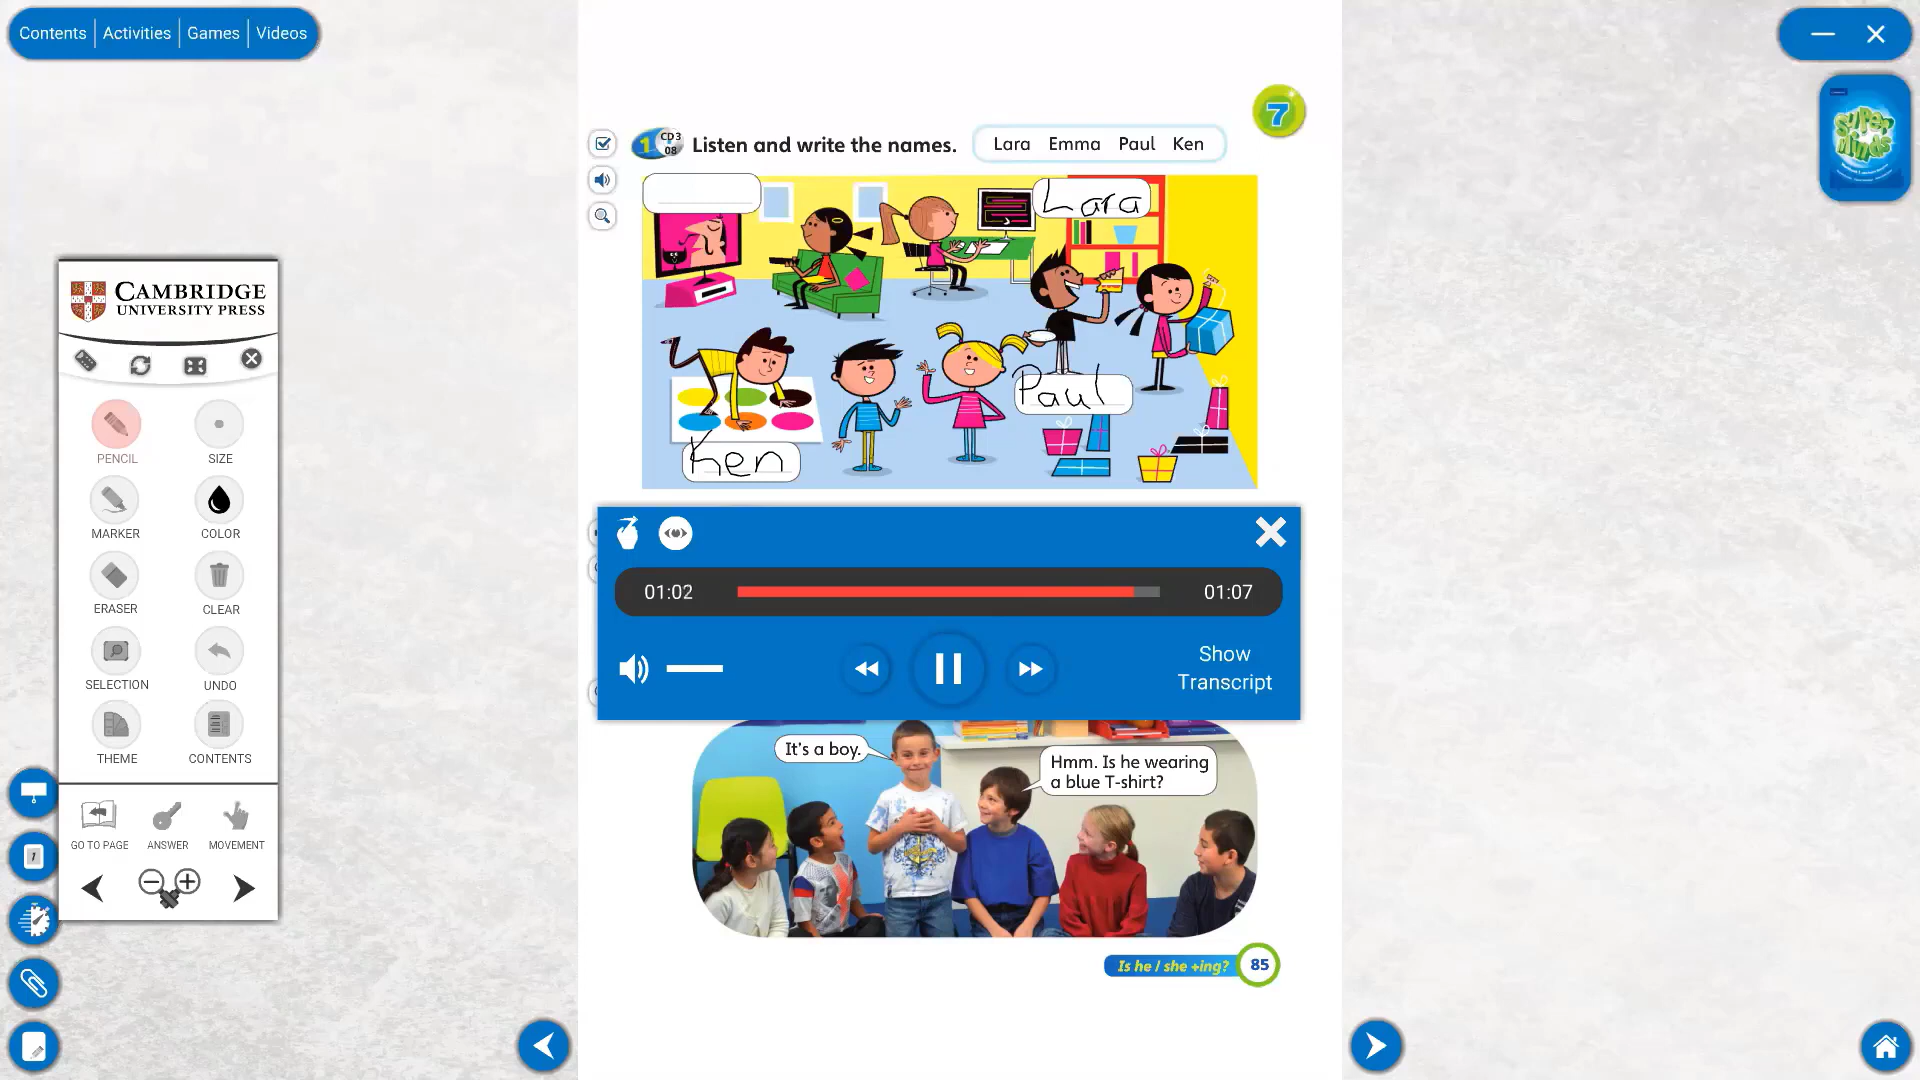 Contents Activities Games Videos
7
1 CD3 08 Listen and write the names. Lara Emma Paul Ken
Lara
Paul
Ken
CAMBRIDGE
UNIVERSITY PRESS
PENCIL SIZE
MARKER COLOR
ERASER CLEAR
SELECTION UNDO
THEME CONTENTS
GO TO PAGE ANSWER MOVEMENT
01:02 01:07
Show
Transcript
It's a boy.
Hmm. Is he wearing
a blue T-shirt?
Is he / she +ing? 85
Super
Minds